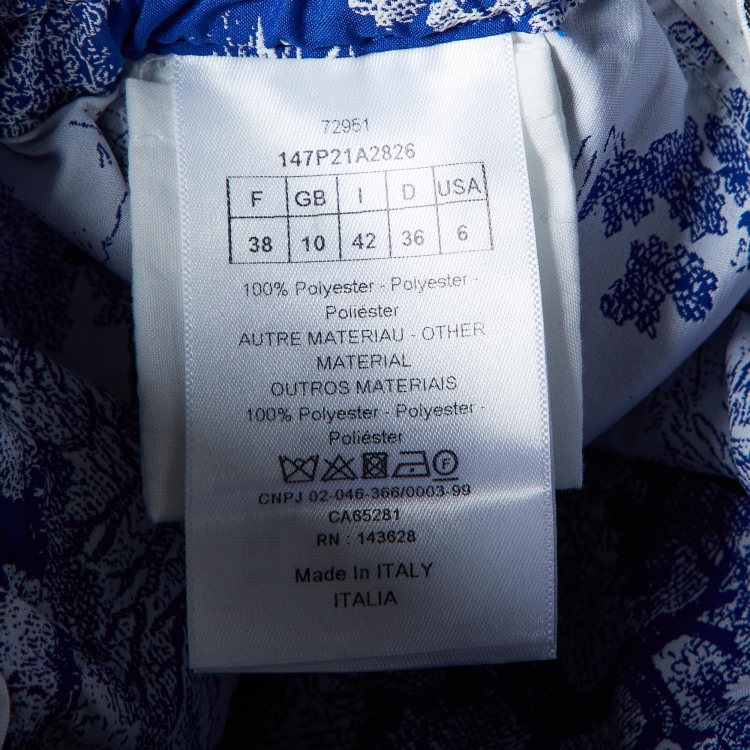 72951
147P21A2826
F GB I D USA
38 10 42 36 6
100% Polyester - Polyester -
Poliéster
AUTRE MATERIAU - OTHER
MATERIAL
OUTROS MATERIAIS
100% Polyester - Polyester -
Poliéster
F
CNPJ 02-046-366/0003-99
CA65281
RN : 143628
Made In ITALY
ITALIA